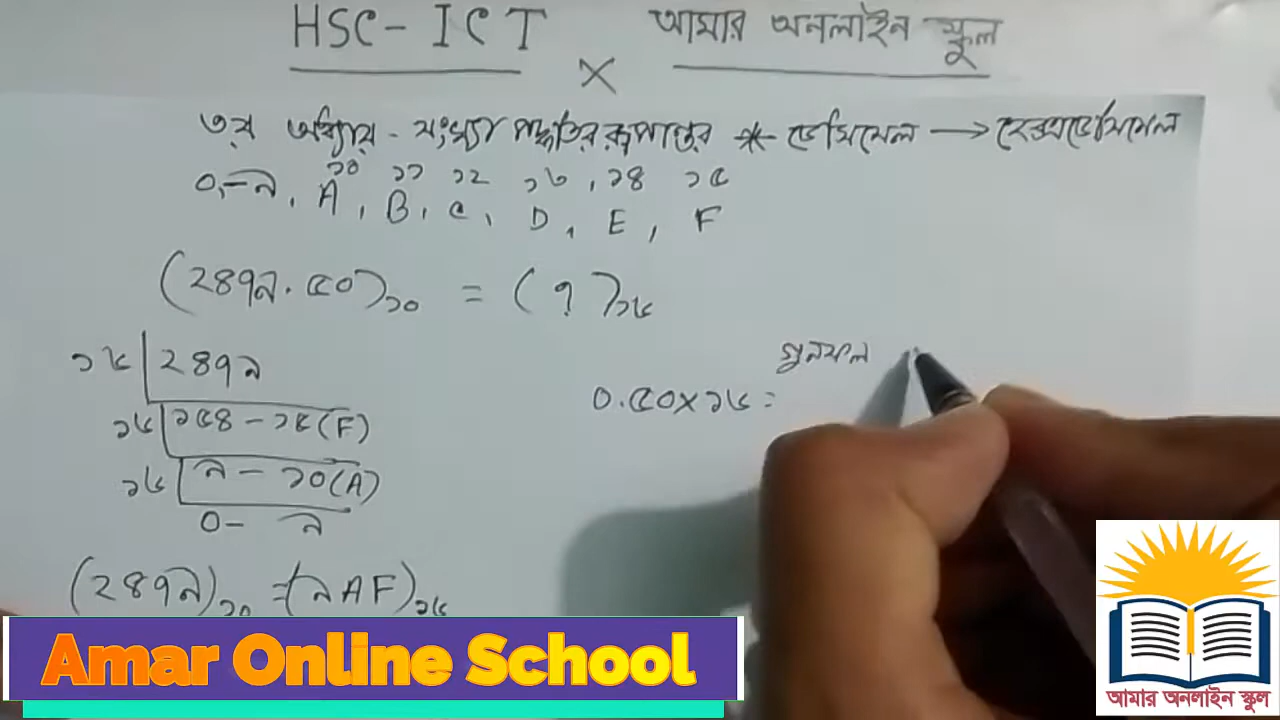 HSC-ICT × আমার অনলাইন স্কুল
৩য় অধ্যায় - সংখ্যা পদ্ধতির রূপান্তর * ডেসিমেল → হেক্সাডেসিমেল
১০ ১১ ১২ ১৩, ১৪ ১৫
০,-৯, A, B, C, D, E, F
(২৪৭৯.৫০)১০ = (?)১৬
১৬ ২৪৭৯
১৬ ১৫৪ - ১৫(F)
১৬ ৯ - ১০(A)
০- ৯
(২৪৭৯)১০ =(৯AF)১৬
গুনফল
০.৫০×১৬=
Amar Online School
আমার অনলাইন স্কুল